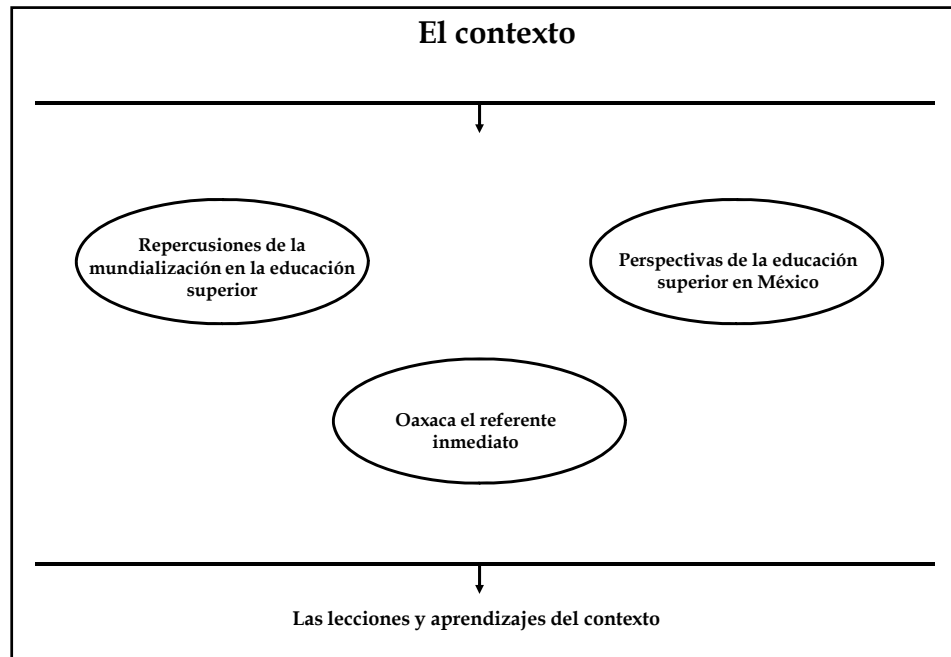 El contexto
Repercusiones de la
mundialización en la educación
superior
Perspectivas de la educación
superior en México
Oaxaca el referente
inmediato
Las lecciones y aprendizajes del contexto